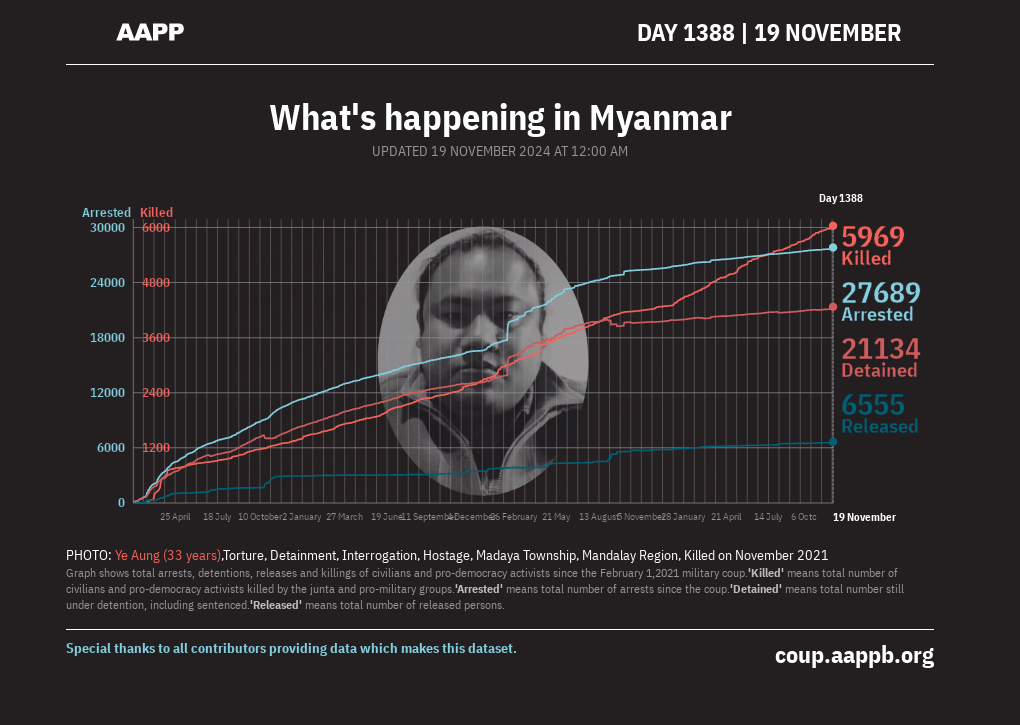 AAPP
DAY 1388 | 19 NOVEMBER
What's happening in Myanmar
UPDATED 19 NOVEMBER 2024 AT 12:00 AM
Day 1388
Arrested Killed
30000 6000
24000 4800
18000 3600
12000 2400
6000 1200
0
5969
Killed
27689
Arrested
21134
Detained
6555
Released
25 April 18 July 10 October 2 January 27 March 19 June 11 September 4 December 26 February 21 May 13 August 5 November 28 January 21 April 14 July 6 Octo 19 November
PHOTO: Ye Aung (33 years),Torture, Detainment, Interrogation, Hostage, Madaya Township, Mandalay Region, Killed on November 2021
Graph shows total arrests, detentions, releases and killings of civilians and pro-democracy activists since the February 1,2021 military coup.'Killed' means total number of
civilians and pro-democracy activists killed by the junta and pro-military groups.'Arrested' means total number of arrests since the coup.'Detained' means total number still
under detention, including sentenced.'Released' means total number of released persons.
Special thanks to all contributors providing data which makes this dataset.
coup.aappb.org